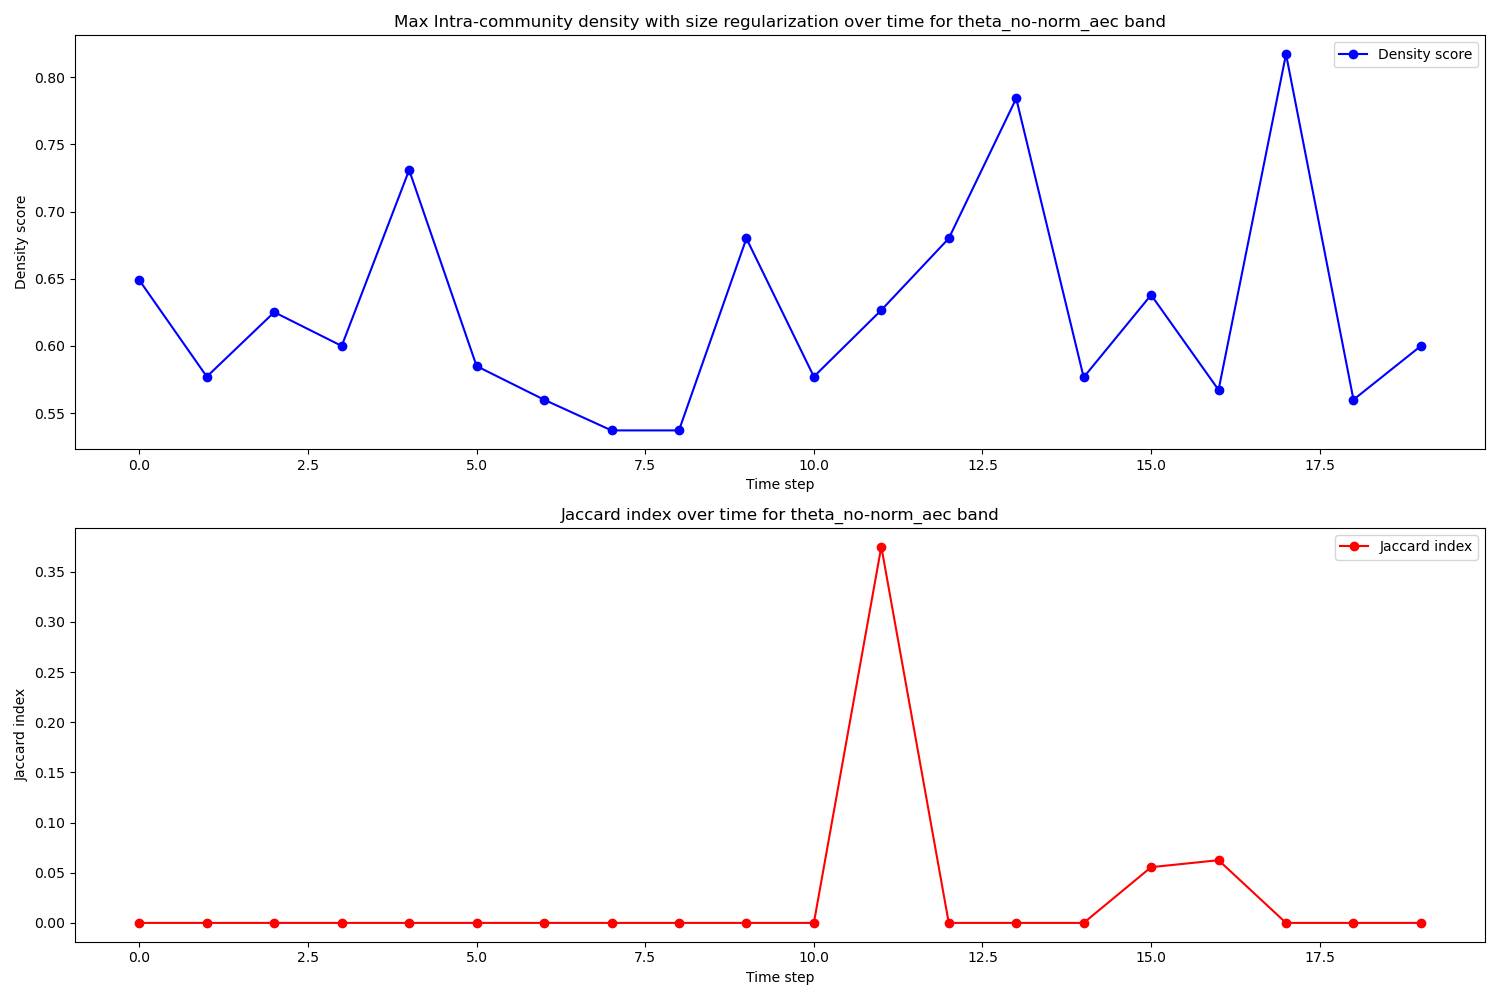 Max Intra-community density with size regularization over time for theta_no-norm_aec band
Density score
0.80
0.75
0.70
0.65
0.60
0.55
Density score
0.0 2.5 5.0 7.5 10.0 12.5 15.0 17.5
Time step
Jaccard index over time for theta_no-norm_aec band
Jaccard index
0.35
0.30
0.25
0.20
0.15
0.10
0.05
0.00
Jaccard index
0.0 2.5 5.0 7.5 10.0 12.5 15.0 17.5
Time step